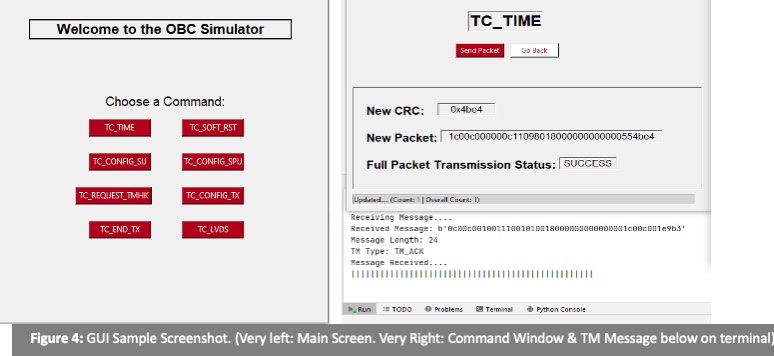 Welcome to the OBC Simulator
Choose a Command:
TC_TIME
TC_SOFT_RST
TC_CONFIG_SU
TC_CONFIG_SPU
TC_REQUEST_TMHK
TC_CONFIG_TX
TC_END_TX
TC_LVDS
TC_TIME
Send Packet
Go Back
New CRC: 0x4be4
New Packet: 1c00c000000c11098018000000000000554be4
Full Packet Transmission Status: SUCCESS
Updated.... (Count: 1 | Overall Count: 1)
Receiving Message....
Received Message: b'0c00c001001110010100180000000000000001c00c001e9b3'
Message Length: 24
TM Type: TM_ACK
Message Received....
Run
TODO
Problems
Terminal
Python Console
Figure 4: GUI Sample Screenshot. (Very left: Main Screen. Very Right: Command Window & TM Message below on terminal)